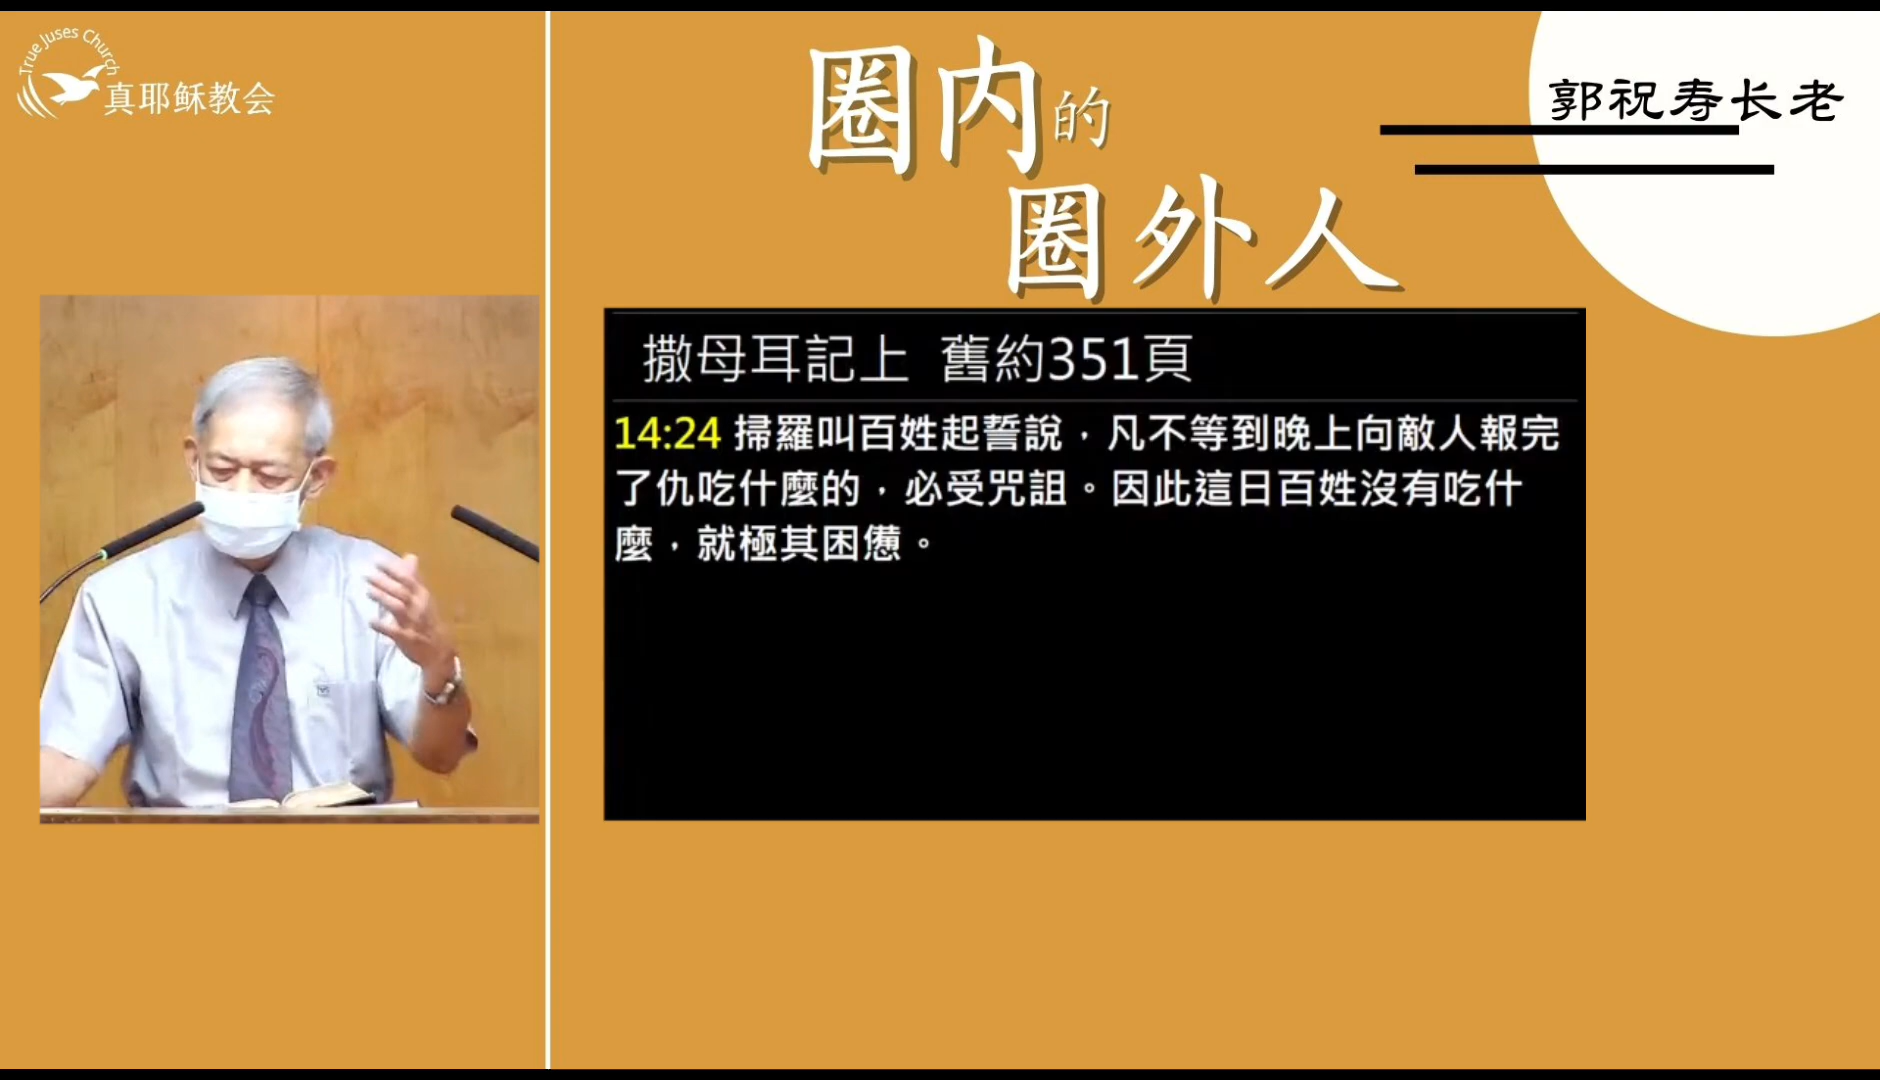 True Juses Church
真耶稣教会
圈内的
圈外人
郭祝寿长老
撒母耳記上 舊約351頁
14:24 掃羅叫百姓起誓說，凡不等到晚上向敵人報完
了仇吃什麼的，必受咒詛。因此這日百姓沒有吃什
麼，就極其困憊。